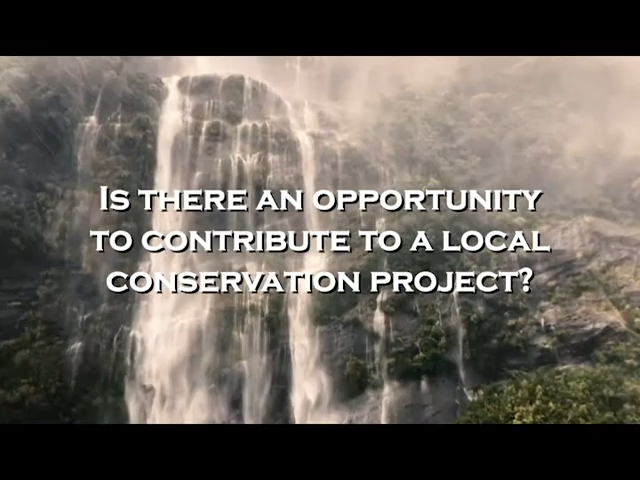 Is there an opportunity
to contribute to a local
conservation project?